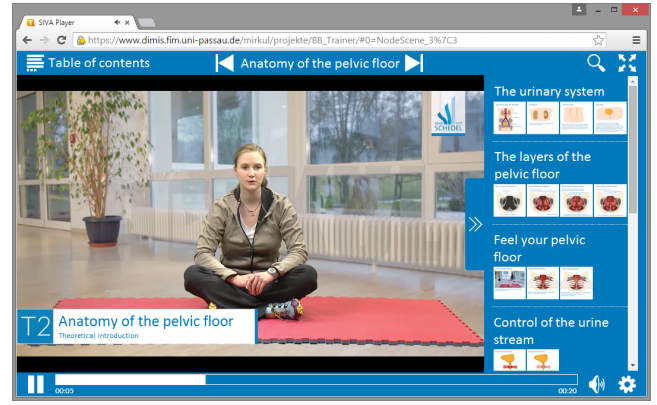 SIVA Player
https://www.dimis.fim.uni-passau.de/mirkul/projekte/BB_Trainer/#0=NodeScene_3%7C3
Table of contents
Anatomy of the pelvic floor
SCHEDEL
The urinary system
The layers of the
pelvic floor
Feel your pelvic
floor
Control of the urine
stream
T2
Anatomy of the pelvic floor
Theoretical introduction
00:05
00:20